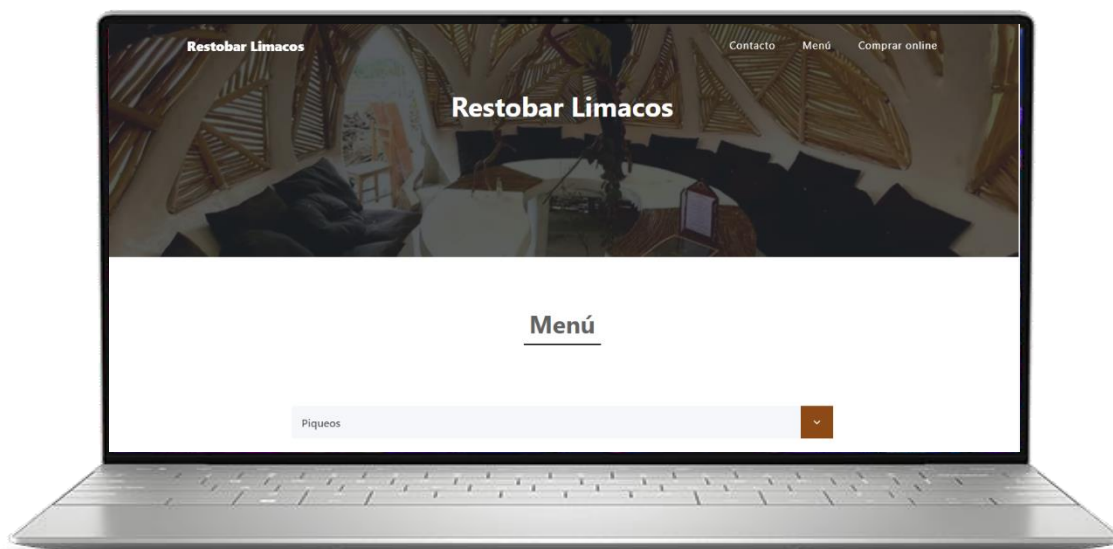 Restobar Limacos
Contacto Menú Comprar online
Restobar Limacos
Menú
Piqueos